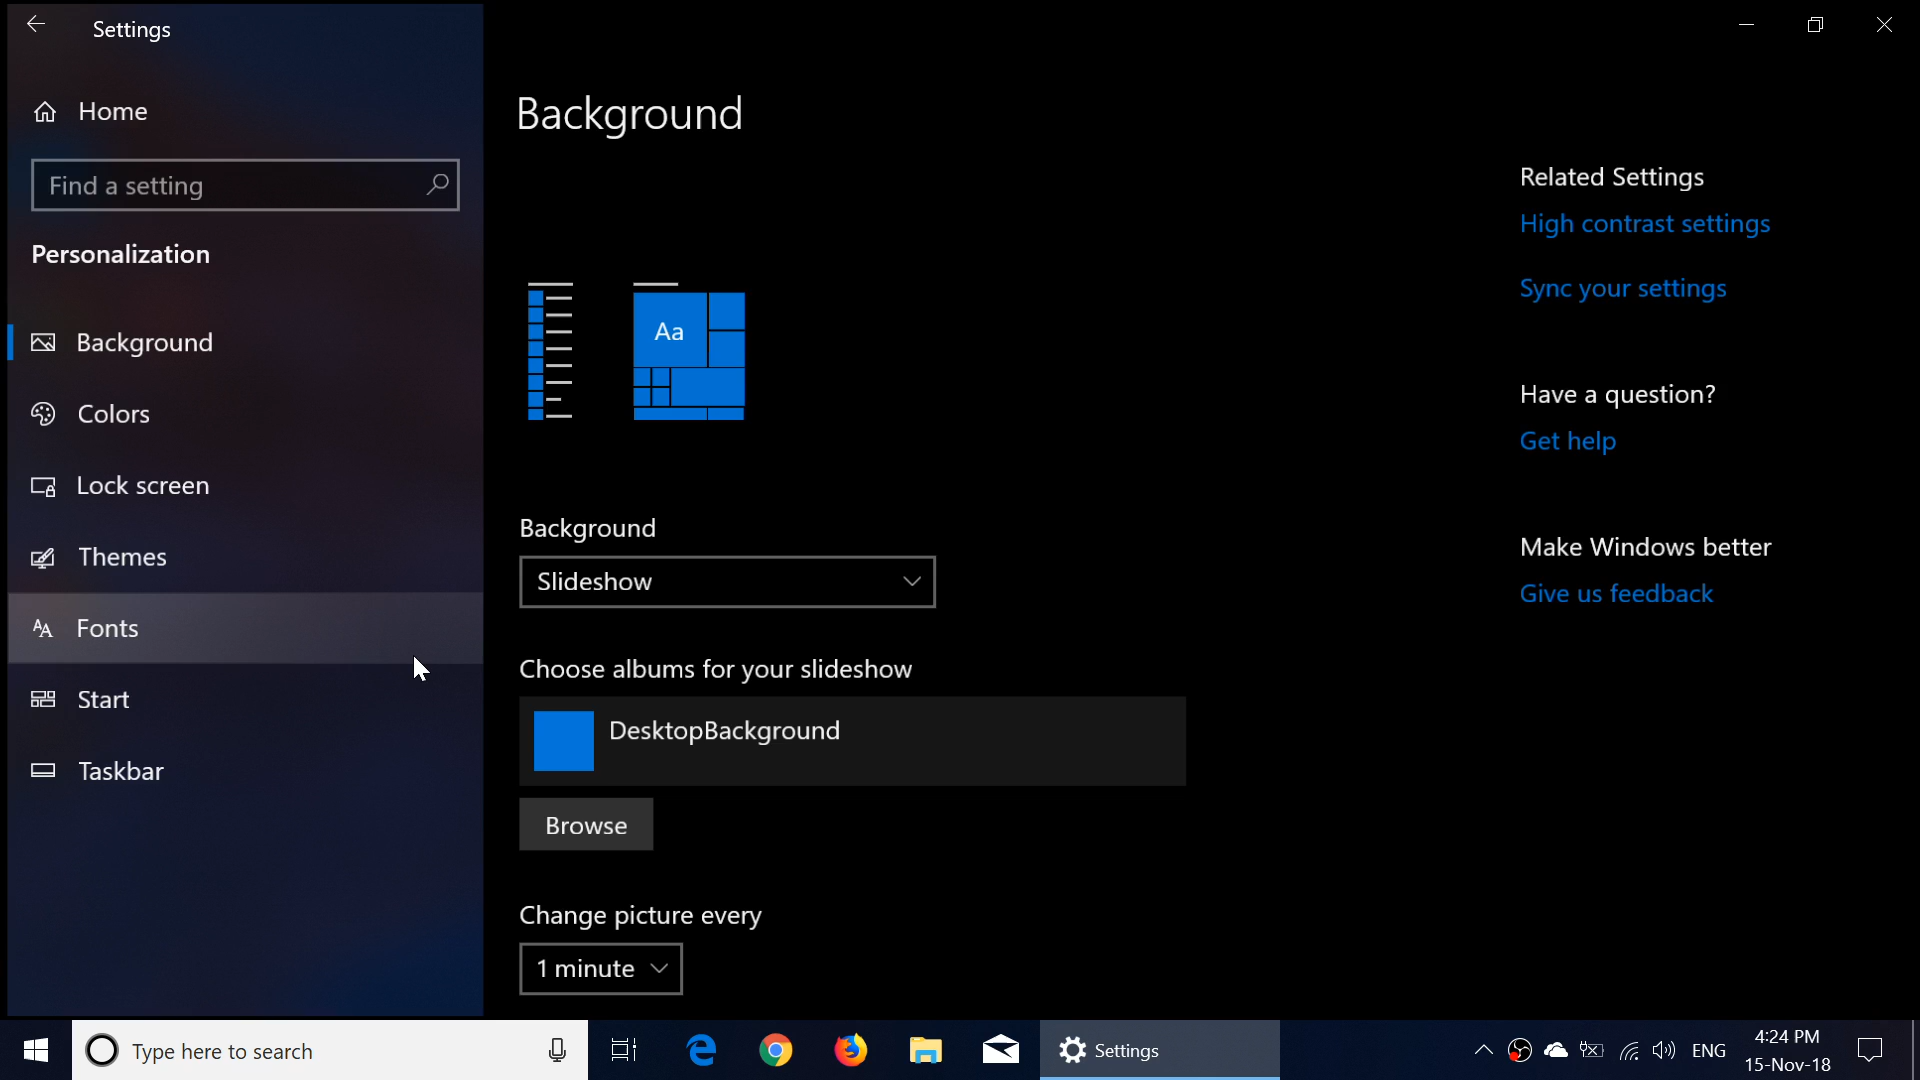 Settings
Home
Find a setting
Personalization
Background
Colors
Lock screen
Themes
Fonts
Start
Taskbar
Background
Aa
Background
Slideshow
Choose albums for your slideshow
DesktopBackground
Browse
Change picture every
1 minute
Related Settings
High contrast settings
Sync your settings
Have a question?
Get help
Make Windows better
Give us feedback
Type here to search
Settings
ENG
4:24 PM
15-Nov-18